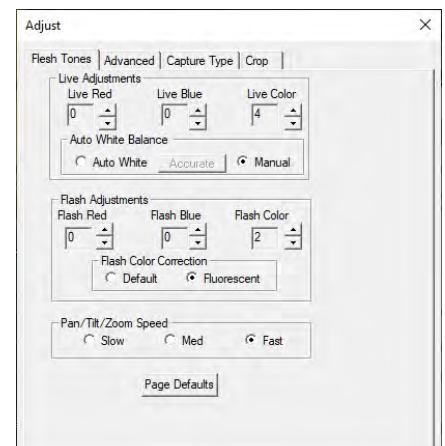 Adjust
Flesh Tones Advanced Capture Type Crop
Live Adjustments
Live Red Live Blue Live Color
0 0 4
Auto White Balance
Auto White Accurate Manual
Flash Adjustments
Flash Red Flash Blue Flash Color
0 0 2
Flash Color Correction
Default Fluorescent
Pan/Tilt/Zoom Speed
Slow Med Fast
Page Defaults